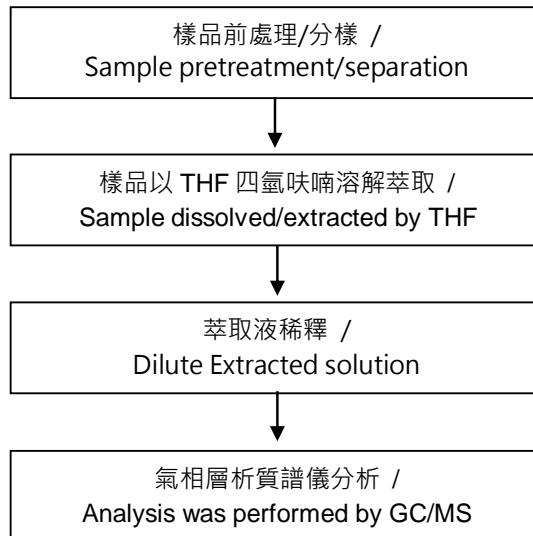 樣品前處理/分樣 /
Sample pretreatment/separation
樣品以 THF 四氫呋喃溶解萃取 /
Sample dissolved/extracted by THF
萃取液稀釋 /
Dilute Extracted solution
氣相層析質譜儀分析 /
Analysis was performed by GC/MS